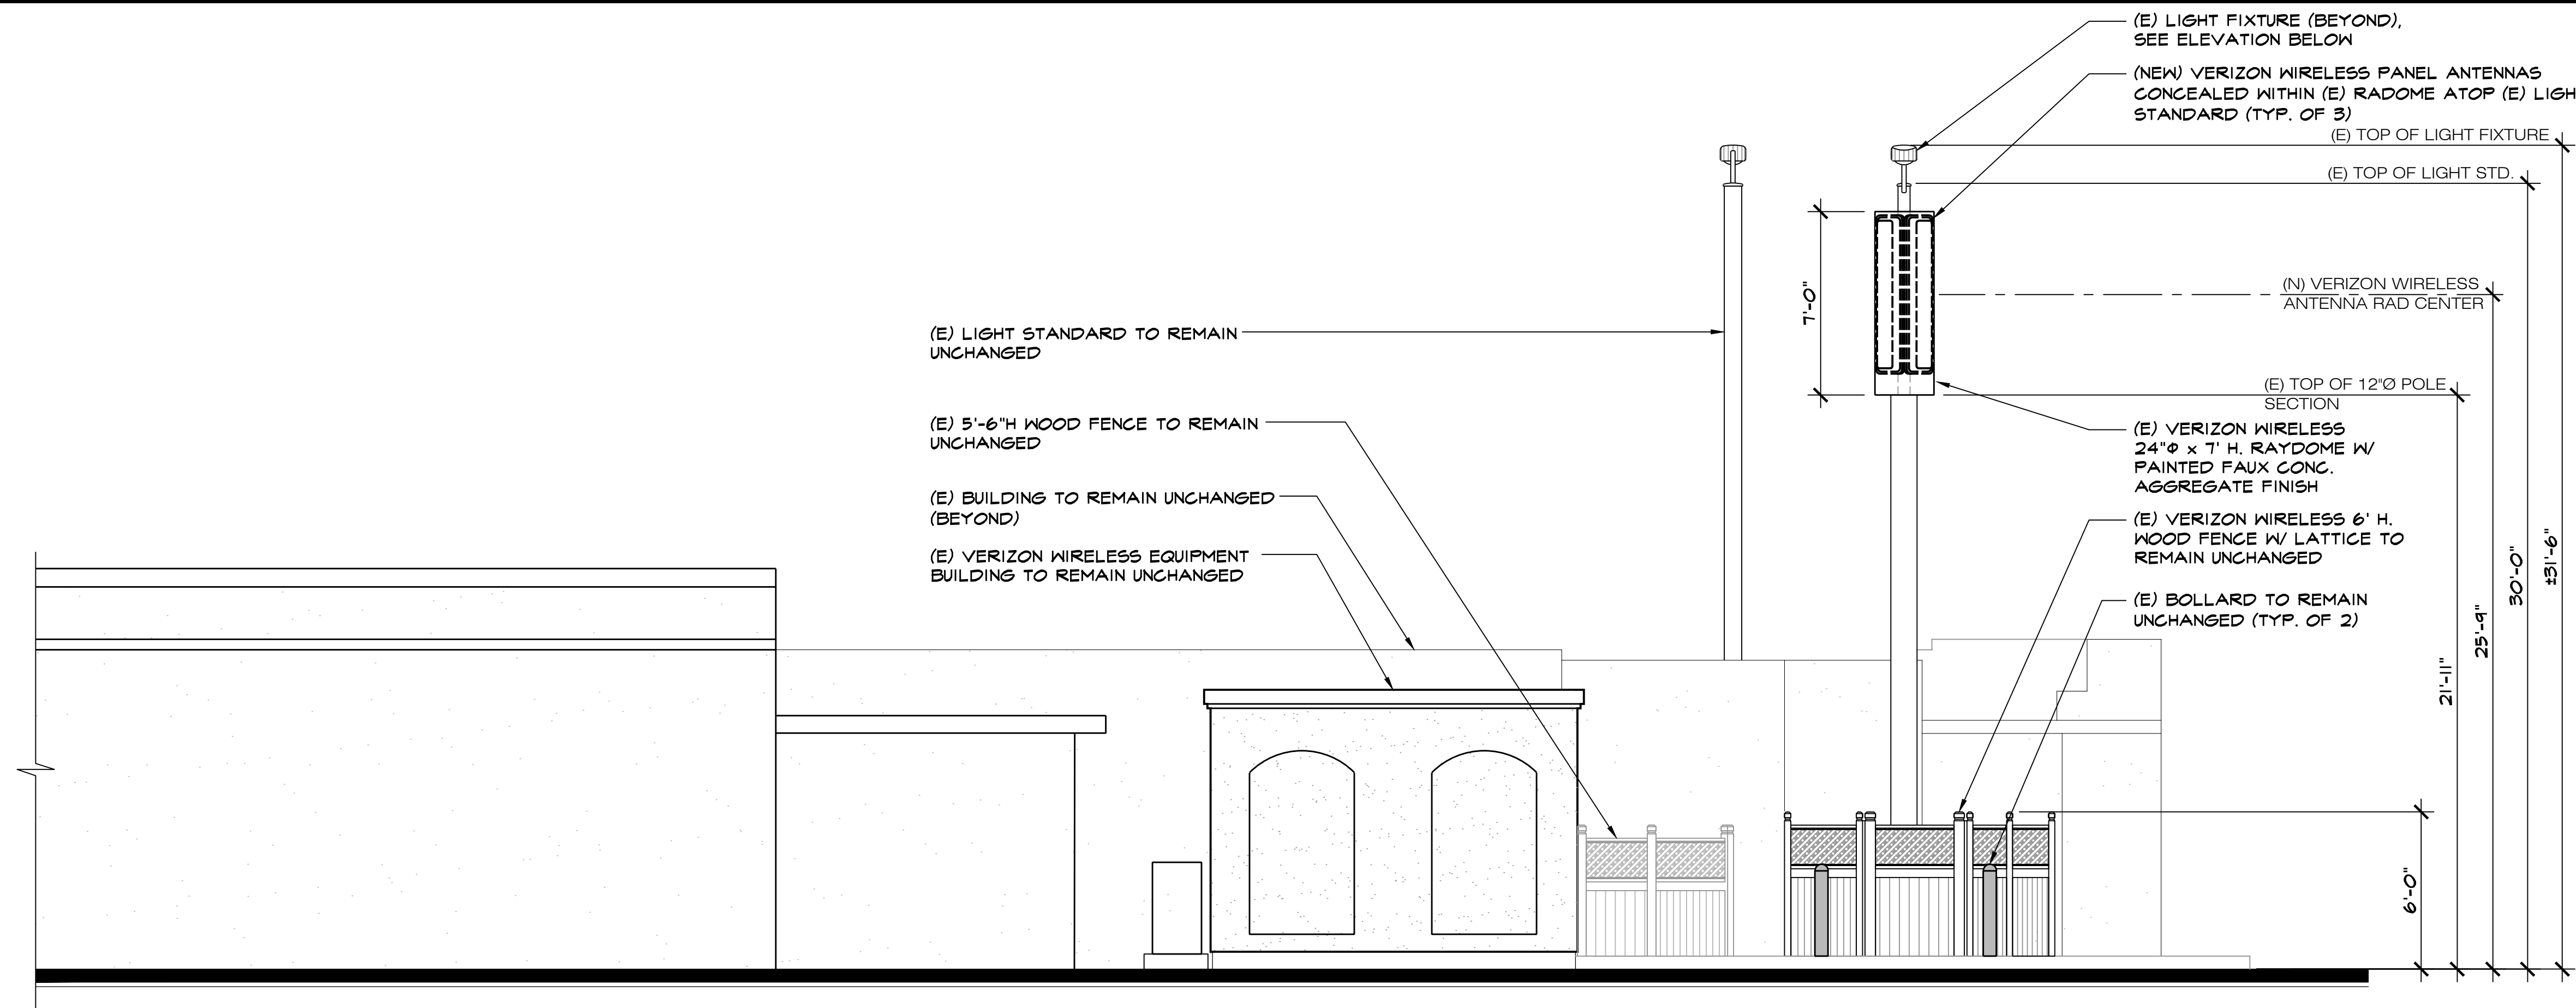 (E) LIGHT FIXTURE (BEYOND),
SEE ELEVATION BELOW
(NEW) VERIZON WIRELESS PANEL ANTENNAS
CONCEALED WITHIN (E) RADOME ATOP (E) LIGH
STANDARD (TYP. OF 3)
(E) TOP OF LIGHT FIXTURE
(E) TOP OF LIGHT STD.
7'-0"
(N) VERIZON WIRELESS
ANTENNA RAD CENTER
(E) LIGHT STANDARD TO REMAIN
UNCHANGED
(E) TOP OF 12"Ø POLE
SECTION
(E) 5'-6"H WOOD FENCE TO REMAIN
UNCHANGED
(E) VERIZON WIRELESS
24"Φ x 7' H. RAYDOME W/
PAINTED FAUX CONC.
AGGREGATE FINISH
(E) BUILDING TO REMAIN UNCHANGED
(BEYOND)
(E) VERIZON WIRELESS 6' H.
WOOD FENCE W/ LATTICE TO
REMAIN UNCHANGED
(E) VERIZON WIRELESS EQUIPMENT
BUILDING TO REMAIN UNCHANGED
(E) BOLLARD TO REMAIN
UNCHANGED (TYP. OF 2)
6'-0"
21'-11"
25'-9"
30'-0"
±31'-6"